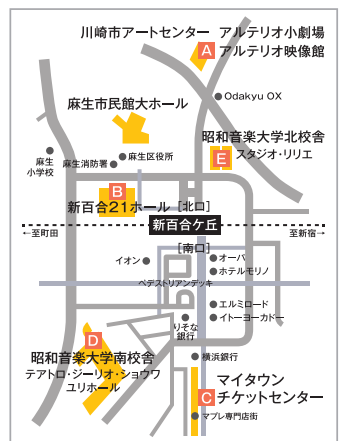 川崎市アートセンター アルテリオ小劇場
A アルテリオ映像館
Odakyu OX
麻生市民館大ホール
昭和音楽大学北校舎
E スタジオ・リリエ
麻生
小学校
麻生消防署
麻生区役所
B
新百合21ホール
[北口]
新百合ケ丘
←至町田
至新宿→
[南口]
イオン
オーパ
ホテルモリノ
ペデストリアンデッキ
エルミロード
イトーヨーカドー
りそな
銀行
D
昭和音楽大学南校舎
テアトロ・ジーリオ・ショウワ
ユリホール
横浜銀行
マイタウン
C チケットセンター
マプレ専門店街